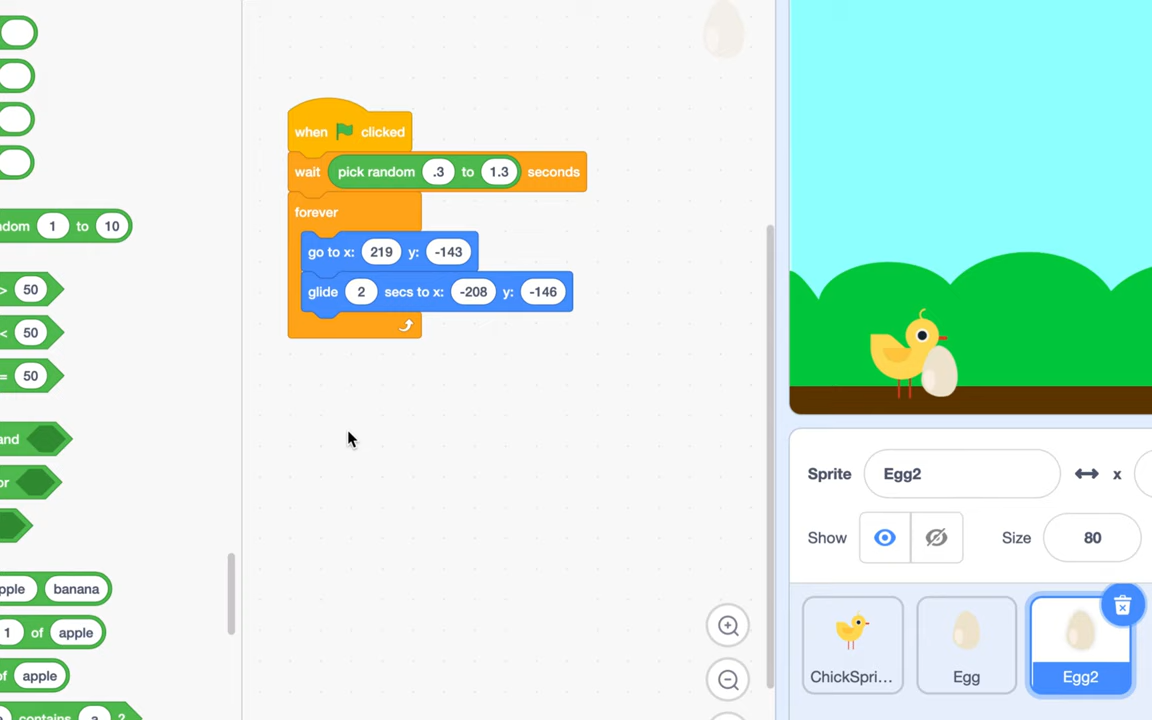 when clicked
wait pick random .3 to 1.3 seconds
forever
go to x: 219 y: -143
glide 2 secs to x: -208 y: -146
1 to 10
> 50
< 50
= 50
and
or
banana
1 of apple
of apple
contains a ?
Sprite Egg2 x
Show Size 80
ChickSpri... Egg Egg2